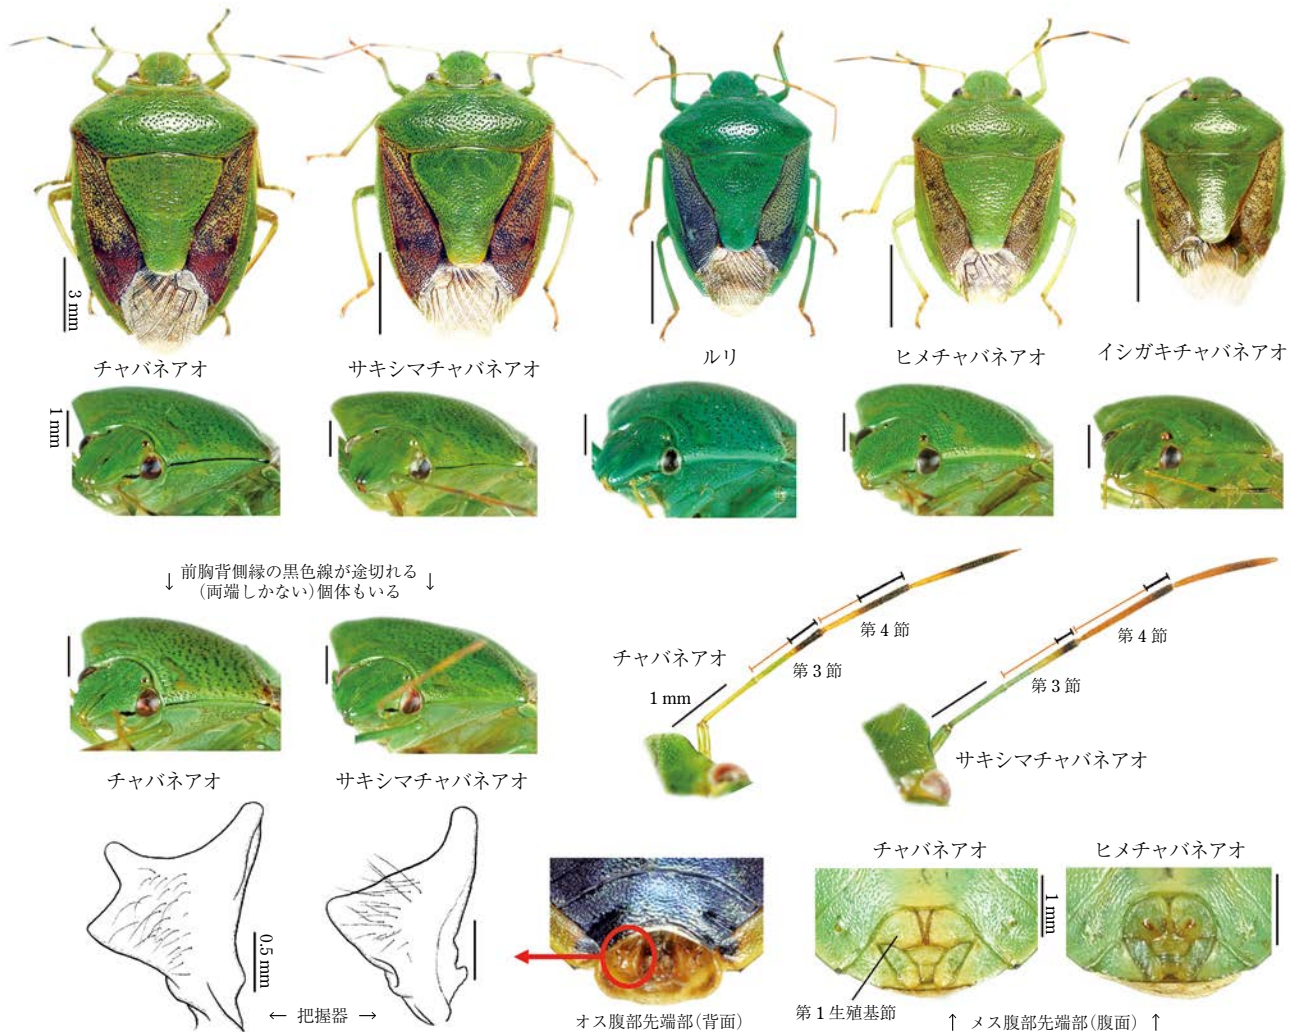 3 mm
チャバネアオ
サキシマチャバネアオ
ルリ
ヒメチャバネアオ
イシガキチャバネアオ
1 mm
↓ 前胸背側縁の黒色線が途切れる ↓
(両端しかない)個体もいる
チャバネアオ
サキシマチャバネアオ
チャバネアオ
1 mm
第3節
第4節
第3節
第4節
サキシマチャバネアオ
0.5 mm
← 把握器 →
オス腹部先端部(背面)
チャバネアオ
ヒメチャバネアオ
1 mm
第1生殖基節
↑ メス腹部先端部(腹面) ↑